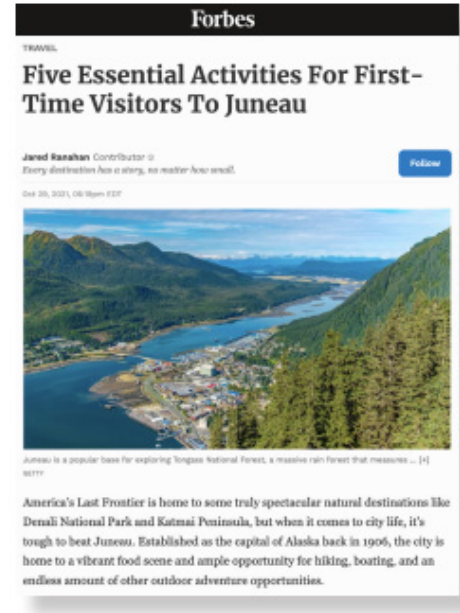 Forbes
TRAVEL
Five Essential Activities For First-
Time Visitors To Juneau
Jared Ranahan Contributor
Every destination has a story, no matter how small.
Follow
Oct 29, 2021, EDT
Juneau is a popular base for exploring Tongass National Forest, a massive rain forest that measures ... [+]
GETTY
America's Last Frontier is home to some truly spectacular natural destinations like
Denali National Park and Katmai Peninsula, but when it comes to city life, it's
tough to beat Juneau. Established as the capital of Alaska back in 1906, the city is
home to a vibrant food scene and ample opportunity for hiking, boating, and an
endless amount of other outdoor adventure opportunities.